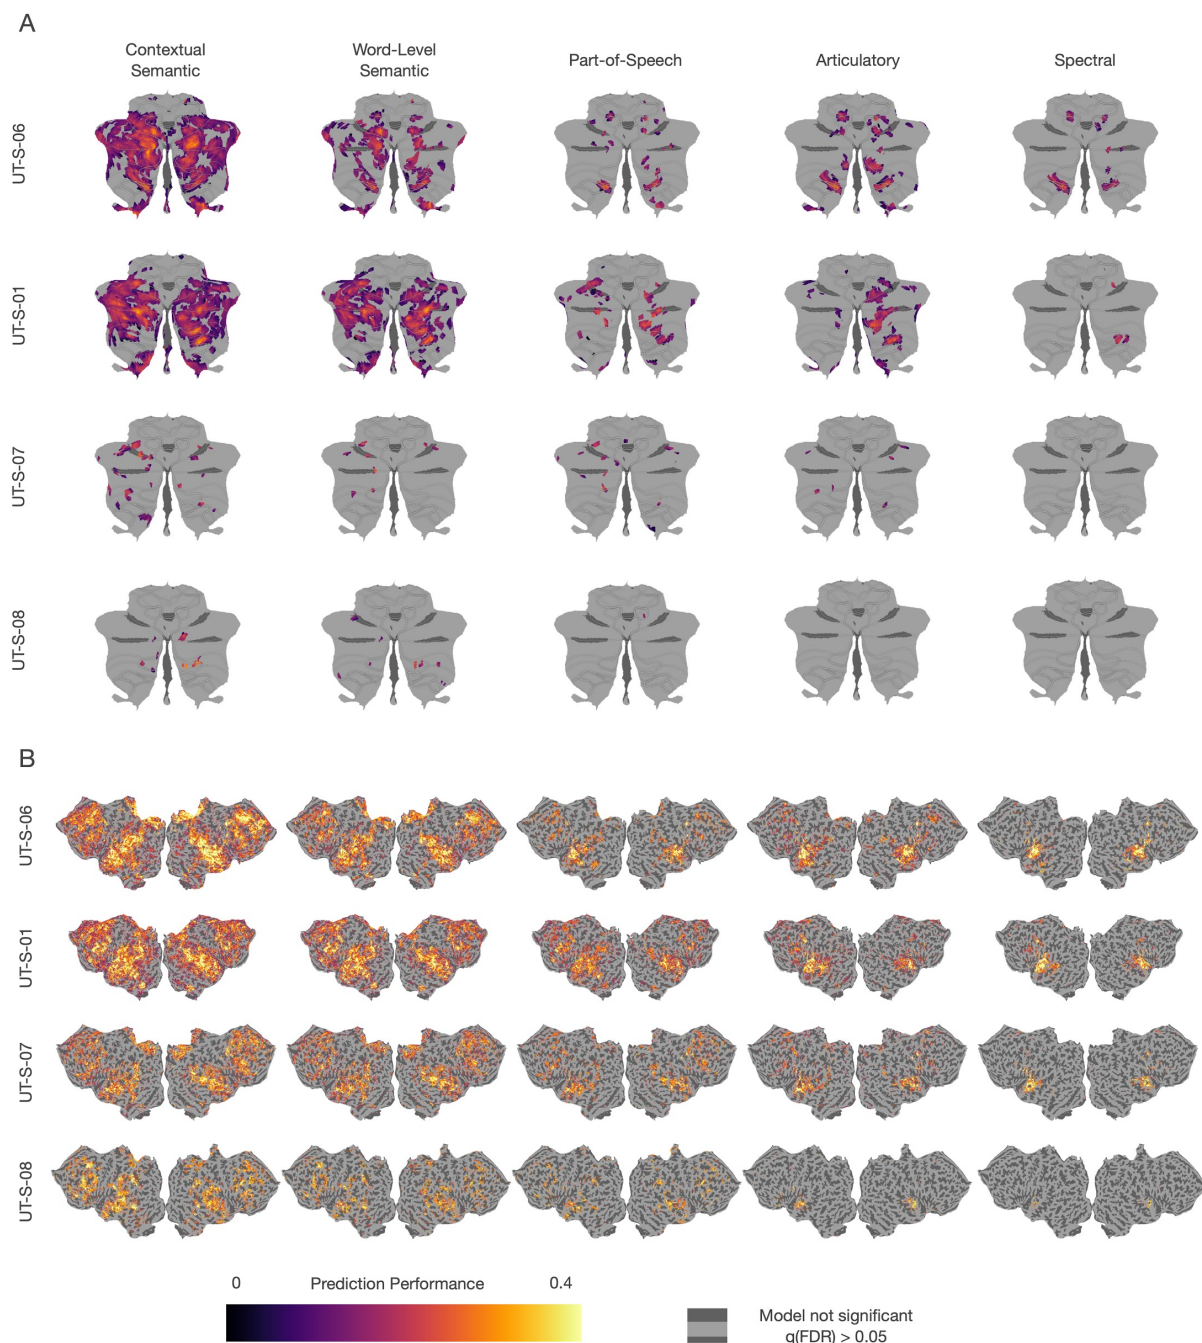 A
Contextual
Semantic
Word-Level
Semantic
Part-of-Speech
Articulatory
Spectral
UT-S-06
UT-S-01
UT-S-07
UT-S-08
B
UT-S-06
UT-S-01
UT-S-07
UT-S-08
0 Prediction Performance 0.4
Model not significant
q(FDR) > 0.05